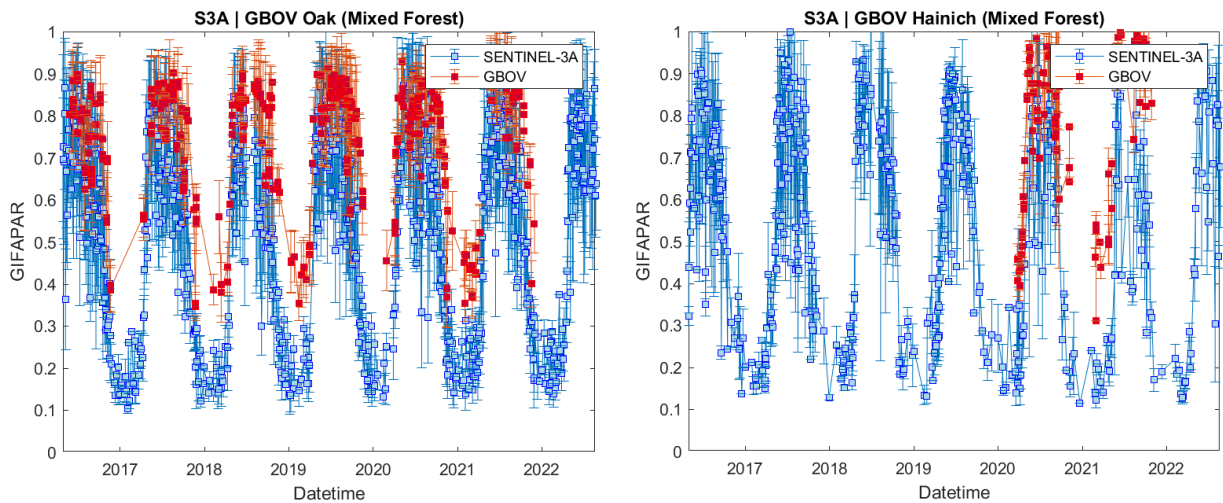 S3A | GBOV Oak (Mixed Forest)
1
0.9
0.8
0.7
0.6
0.5
0.4
0.3
0.2
0.1
0
GIFAPAR
SENTINEL-3A
GBOV
2017 2018 2019 2020 2021 2022
Datetime
S3A | GBOV Hainich (Mixed Forest)
1
0.9
0.8
0.7
0.6
0.5
0.4
0.3
0.2
0.1
0
GIFAPAR
SENTINEL-3A
GBOV
2017 2018 2019 2020 2021 2022
Datetime